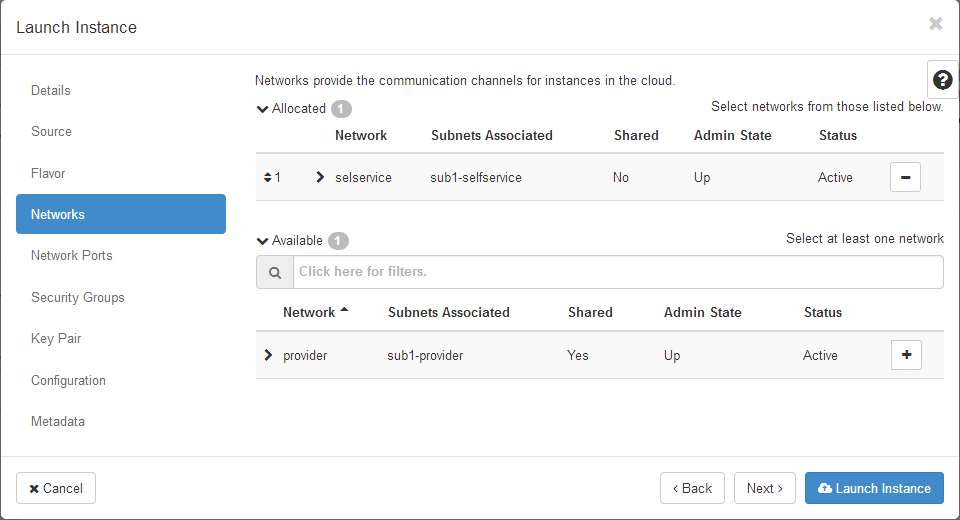 Launch Instance
Details
Source
Flavor
Networks
Network Ports
Security Groups
Key Pair
Configuration
Metadata
Networks provide the communication channels for instances in the cloud.
Allocated 1
Select networks from those listed below.
Network Subnets Associated Shared Admin State Status
1 selservice sub1-selfservice No Up Active
Available 1
Select at least one network
Click here for filters.
Network Subnets Associated Shared Admin State Status
provider sub1-provider Yes Up Active
Cancel
< Back
Next >
Launch Instance